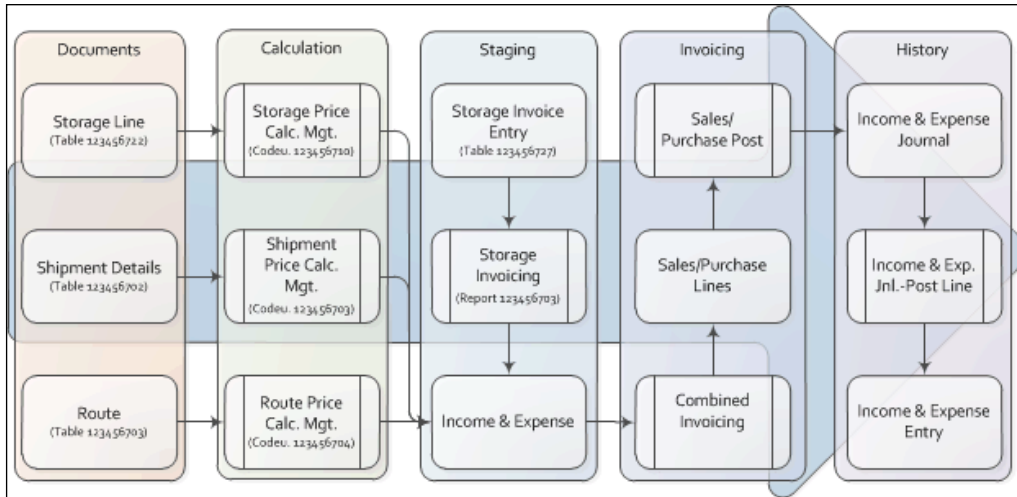 Documents
Storage Line
(Table 123456722)
Shipment Details
(Table 123456702)
Route
(Table 123456703)
Calculation
Storage Price
Calc. Mgt.
(Codeu. 123456710)
Shipment
Price Calc.
Mgt.
(Codeu. 123456703)
Route Price
Calc. Mgt.
(Codeu. 123456704)
Staging
Storage Invoice
Entry
(Table 123456727)
Storage
Invoicing
(Report 123456703)
Income & Expense
Invoicing
Sales/
Purchase Post
Sales/Purchase
Lines
Combined
Invoicing
History
Income & Expense
Journal
Income & Exp.
Jnl.-Post Line
Income & Expense
Entry